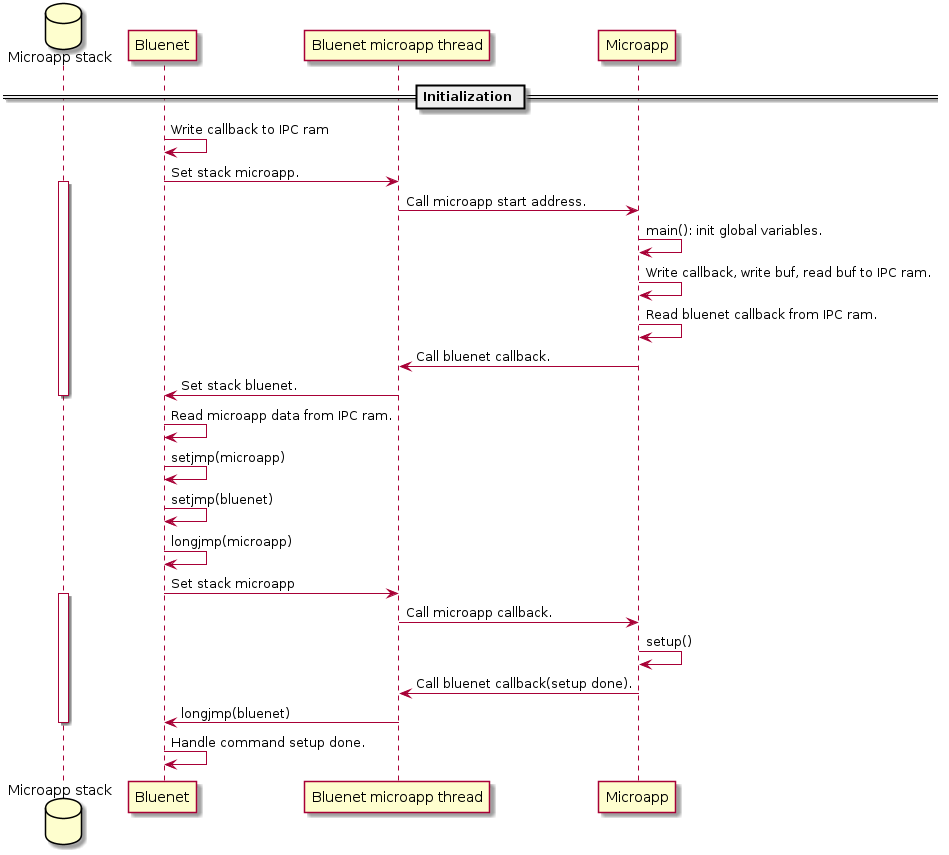 Microapp stack
Bluenet
Bluenet microapp thread
Microapp
Initialization
Write callback to IPC ram
Set stack microapp.
Call microapp start address.
main(): init global variables.
Write callback, write buf, read buf to IPC ram.
Read bluenet callback from IPC ram.
Call bluenet callback.
Set stack bluenet.
Read microapp data from IPC ram.
setjmp(microapp)
setjmp(bluenet)
longjmp(microapp)
Set stack microapp
Call microapp callback.
setup()
Call bluenet callback(setup done).
longjmp(bluenet)
Handle command setup done.
Microapp stack
Bluenet
Bluenet microapp thread
Microapp